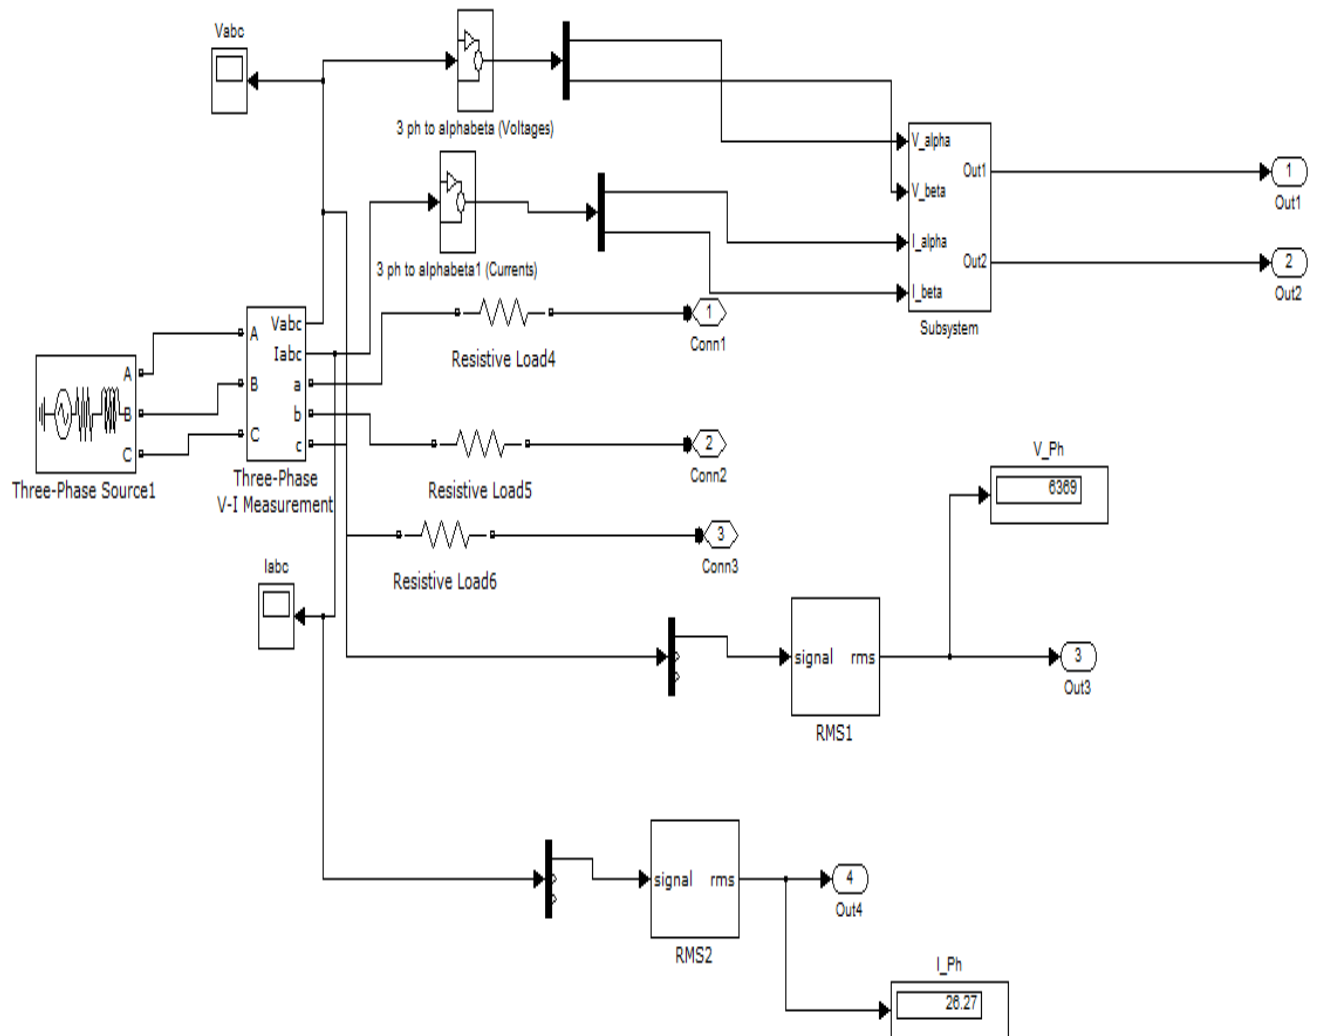 Vabc
3 ph to alphabeta (Voltages)
V_alpha
V_beta
I_alpha
I_beta
Out1
Out2
Subsystem
1
Out1
2
Out2
3 ph to alphabeta1 (Currents)
Vabc
Iabc
A
B
C
a
b
c
Three-Phase
V-I Measurement
A
B
C
Three-Phase Source1
Resistive Load4
1
Conn1
Resistive Load5
2
Conn2
Resistive Load6
3
Conn3
V_Ph
6369
Iabc
signal rms
RMS1
3
Out3
signal rms
RMS2
4
Out4
I_Ph
26.27